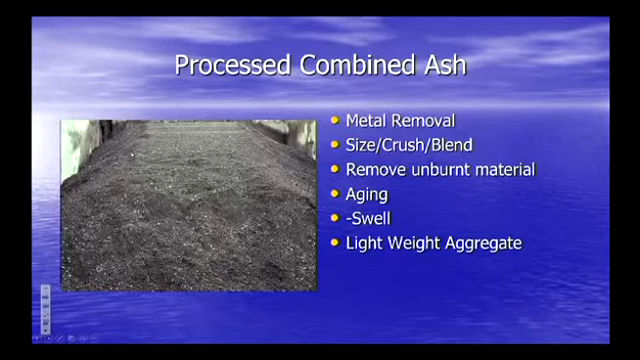 Processed Combined Ash
Metal Removal
Size/Crush/Blend
Remove unburnt material
Aging
-Swell
Light Weight Aggregate